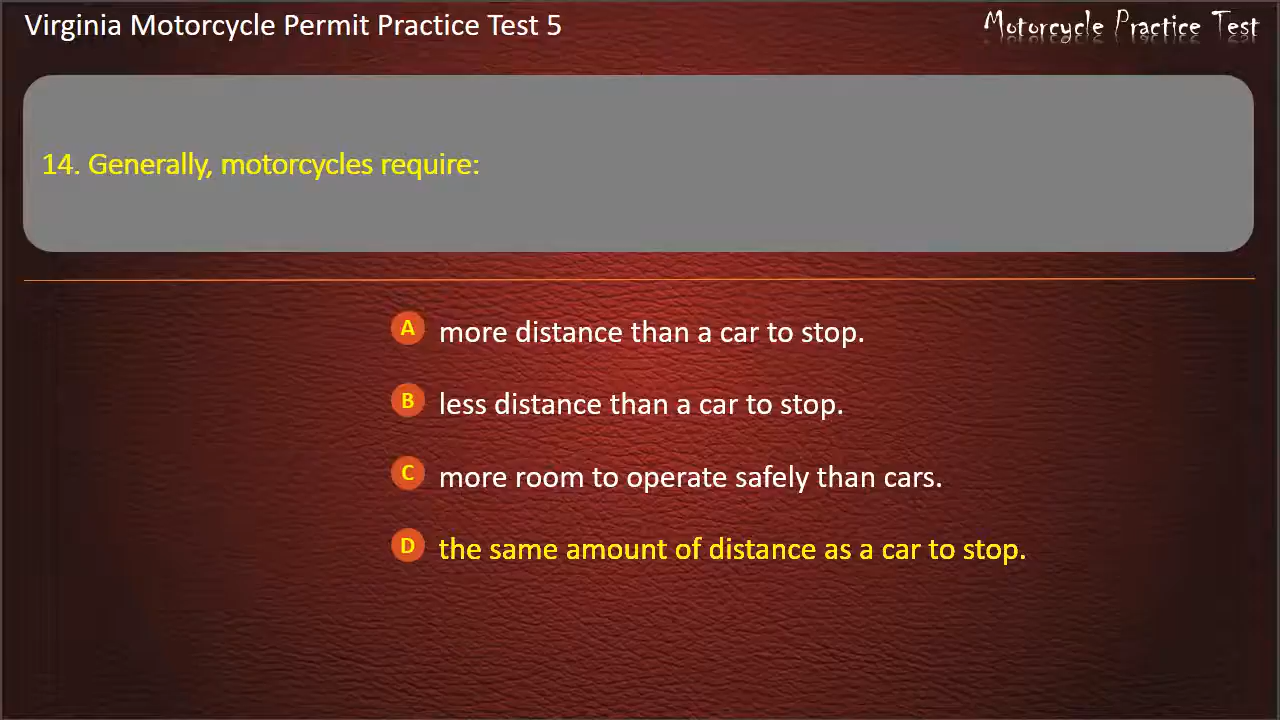 Virginia Motorcycle Permit Practice Test 5
Motorcycle Practice Test
14. Generally, motorcycles require:
A more distance than a car to stop.
B less distance than a car to stop.
C more room to operate safely than cars.
D the same amount of distance as a car to stop.